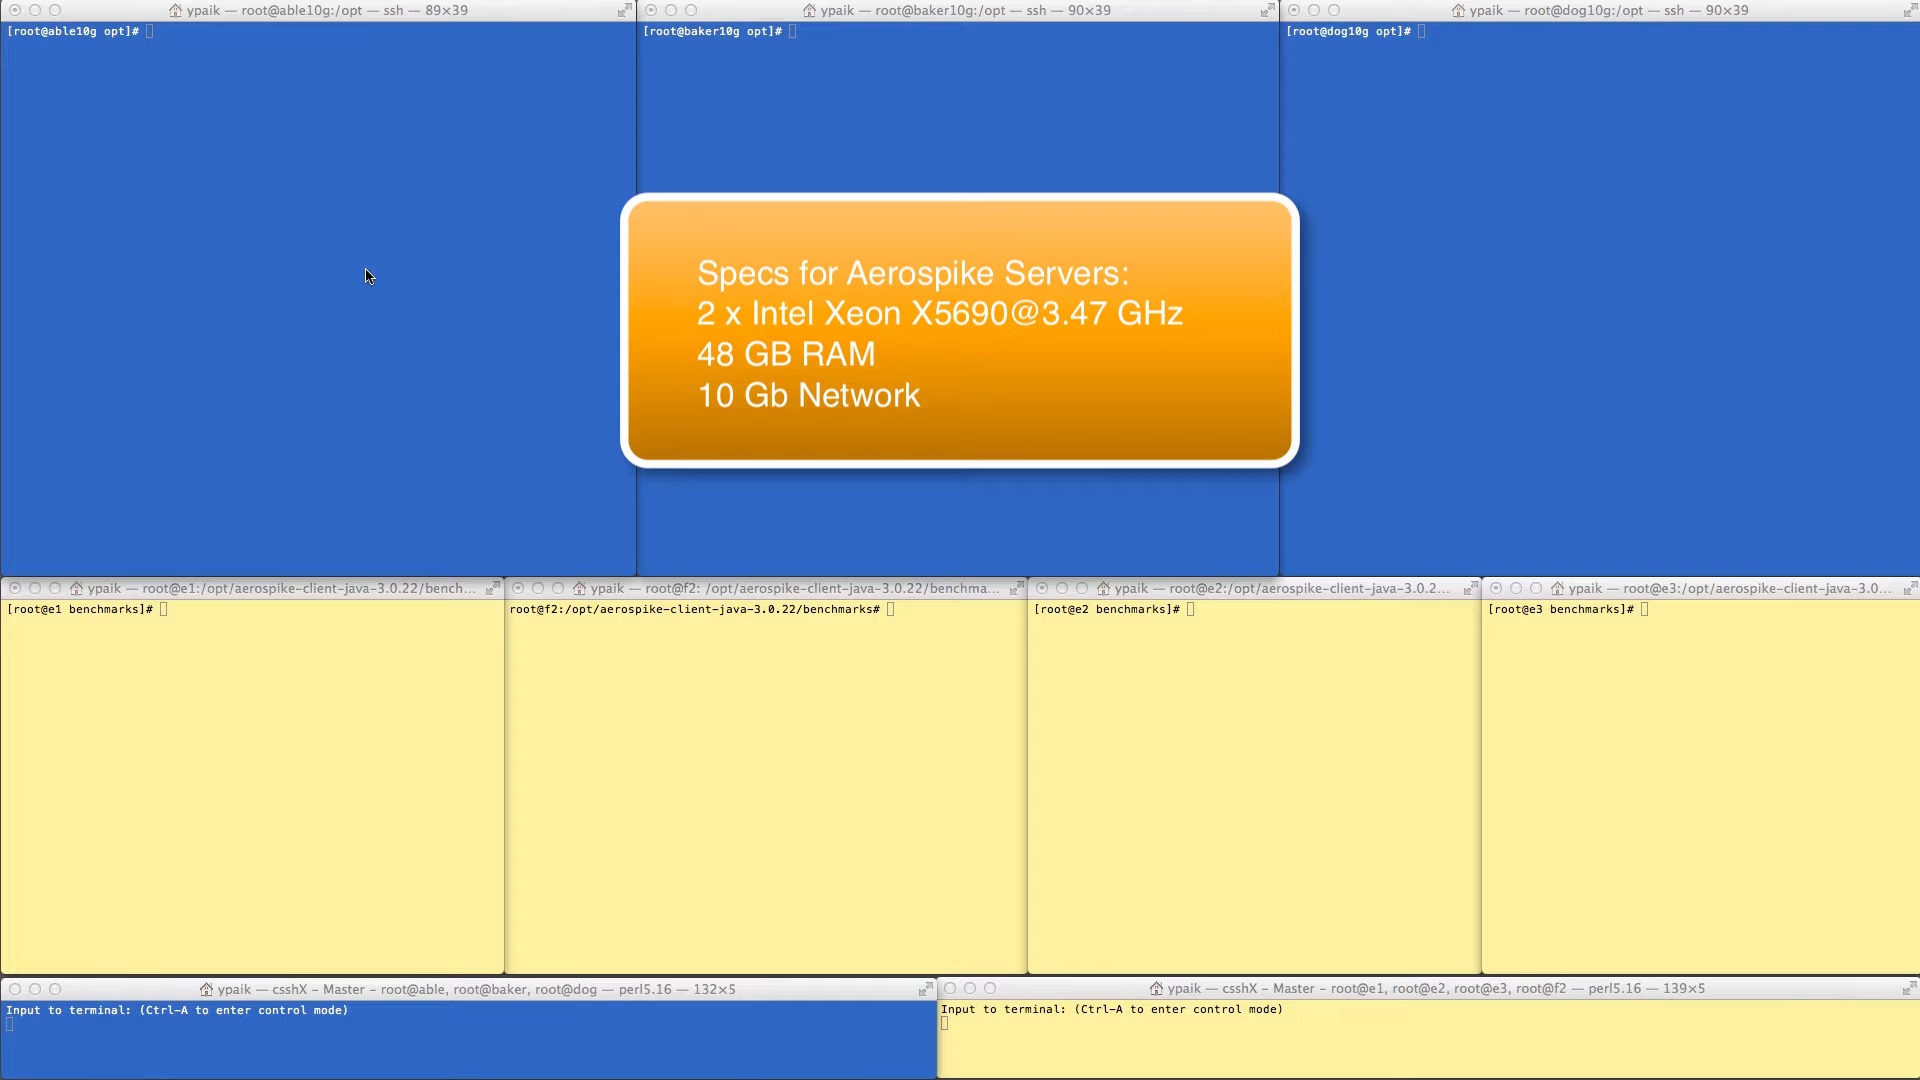 ypaik — root@able10g:/opt — ssh — 89×39
ypaik — root@baker10g:/opt — ssh — 90×39
ypaik — root@dog10g:/opt — ssh — 90×39
[root@able10g opt]#
[root@baker10g opt]#
[root@dog10g opt]#
Specs for Aerospike Servers:
2 x Intel Xeon X5690@3.47 GHz
48 GB RAM
10 Gb Network
ypaik — root@e1:/opt/aerospike-client-java-3.0.22/bench...
ypaik — root@f2: /opt/aerospike-client-java-3.0.22/benchma...
ypaik — root@e2:/opt/aerospike-client-java-3.0.2...
ypaik — root@e3:/opt/aerospike-client-java-3.0...
[root@e1 benchmarks]#
root@f2:/opt/aerospike-client-java-3.0.22/benchmarks#
[root@e2 benchmarks]#
[root@e3 benchmarks]#
ypaik — csshX - Master - root@able, root@baker, root@dog — perl5.16 — 132×5
ypaik — csshX - Master - root@e1, root@e2, root@e3, root@f2 — perl5.16 — 139×5
Input to terminal: (Ctrl-A to enter control mode)
Input to terminal: (Ctrl-A to enter control mode)